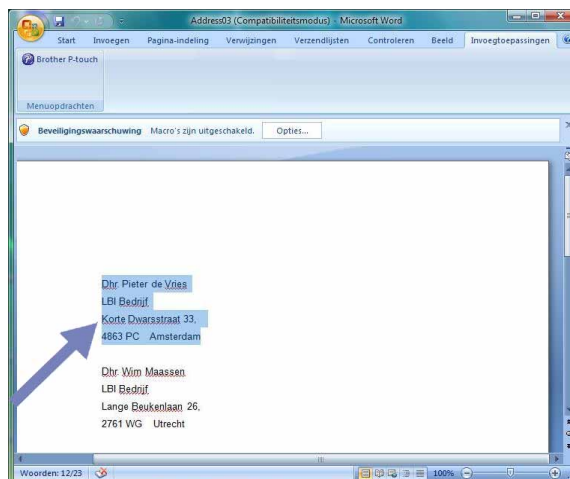 Address03 (Compatibiliteitsmodus) - Microsoft Word
Start Invoegen Pagina-indeling Verwijzingen Verzendlijsten Controleren Beeld Invoegtoepassingen
Brother P-touch
Menuopdrachten
Beveiligingswaarschuwing Macro's zijn uitgeschakeld. Opties...
Dhr. Pieter de Vries
LBI Bedrijf
Korte Dwarsstraat 33,
4863 PC Amsterdam
Dhr. Wim Maassen
LBI Bedrijf
Lange Beukenlaan 26,
2761 WG Utrecht
Woorden: 12/23 100%